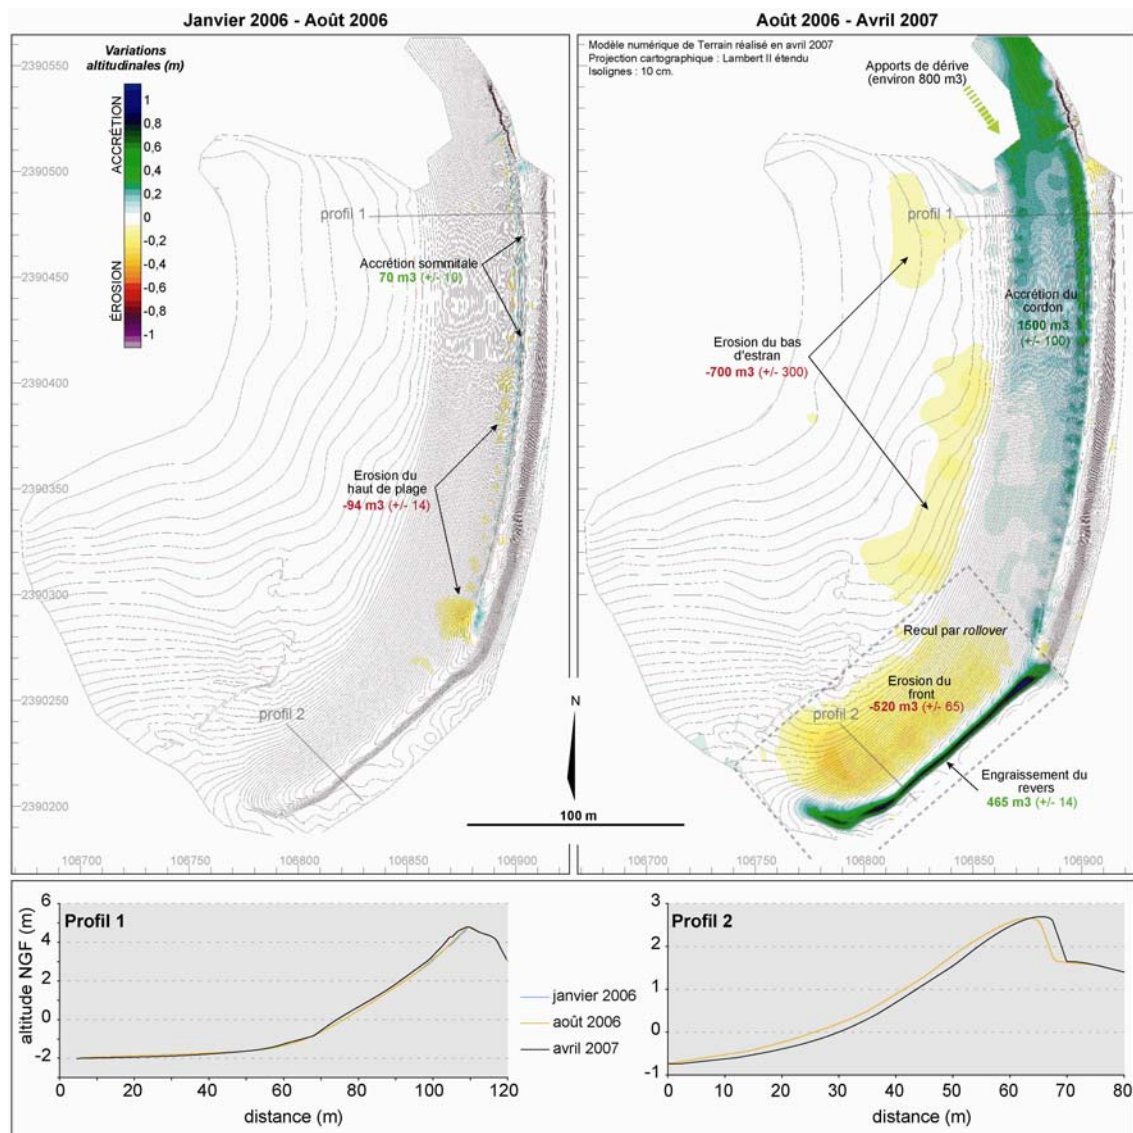 Janvier 2006 - Août 2006
Variations
altitudinales (m)
ACCRÉTION
ÉROSION
1
0,8
0,6
0,4
0,2
0
-0,2
-0,4
-0,6
-0,8
-1
2390550
2390500
2390450
2390400
2390350
2390300
2390250
2390200
profil 1
Accrétion sommitale
70 m3 (+/- 10)
Erosion du
haut de plage
-94 m3 (+/- 14)
profil 2
106700
106750
106800
106850
106900
N
100 m
Août 2006 - Avril 2007
Modèle numérique de Terrain réalisé en avril 2007
Projection cartographique : Lambert II étendu
Isolignes : 10 cm.
Apports de dérive
(environ 800 m3)
profil 1
Accrétion du
cordon
1500 m3
(+/- 100)
Erosion du bas
d'estran
-700 m3 (+/- 300)
Recul par rollover
Erosion du
front
-520 m3 (+/- 65)
profil 2
Engraissement du
revers
465 m3 (+/- 14)
106700
106750
106800
106850
106900
Profil 1
altitude NGF (m)
6
4
2
0
-2
0
20
40
60
80
100
120
distance (m)
janvier 2006
août 2006
avril 2007
Profil 2
3
2
1
0
-1
0
10
20
30
40
50
60
70
80
distance (m)